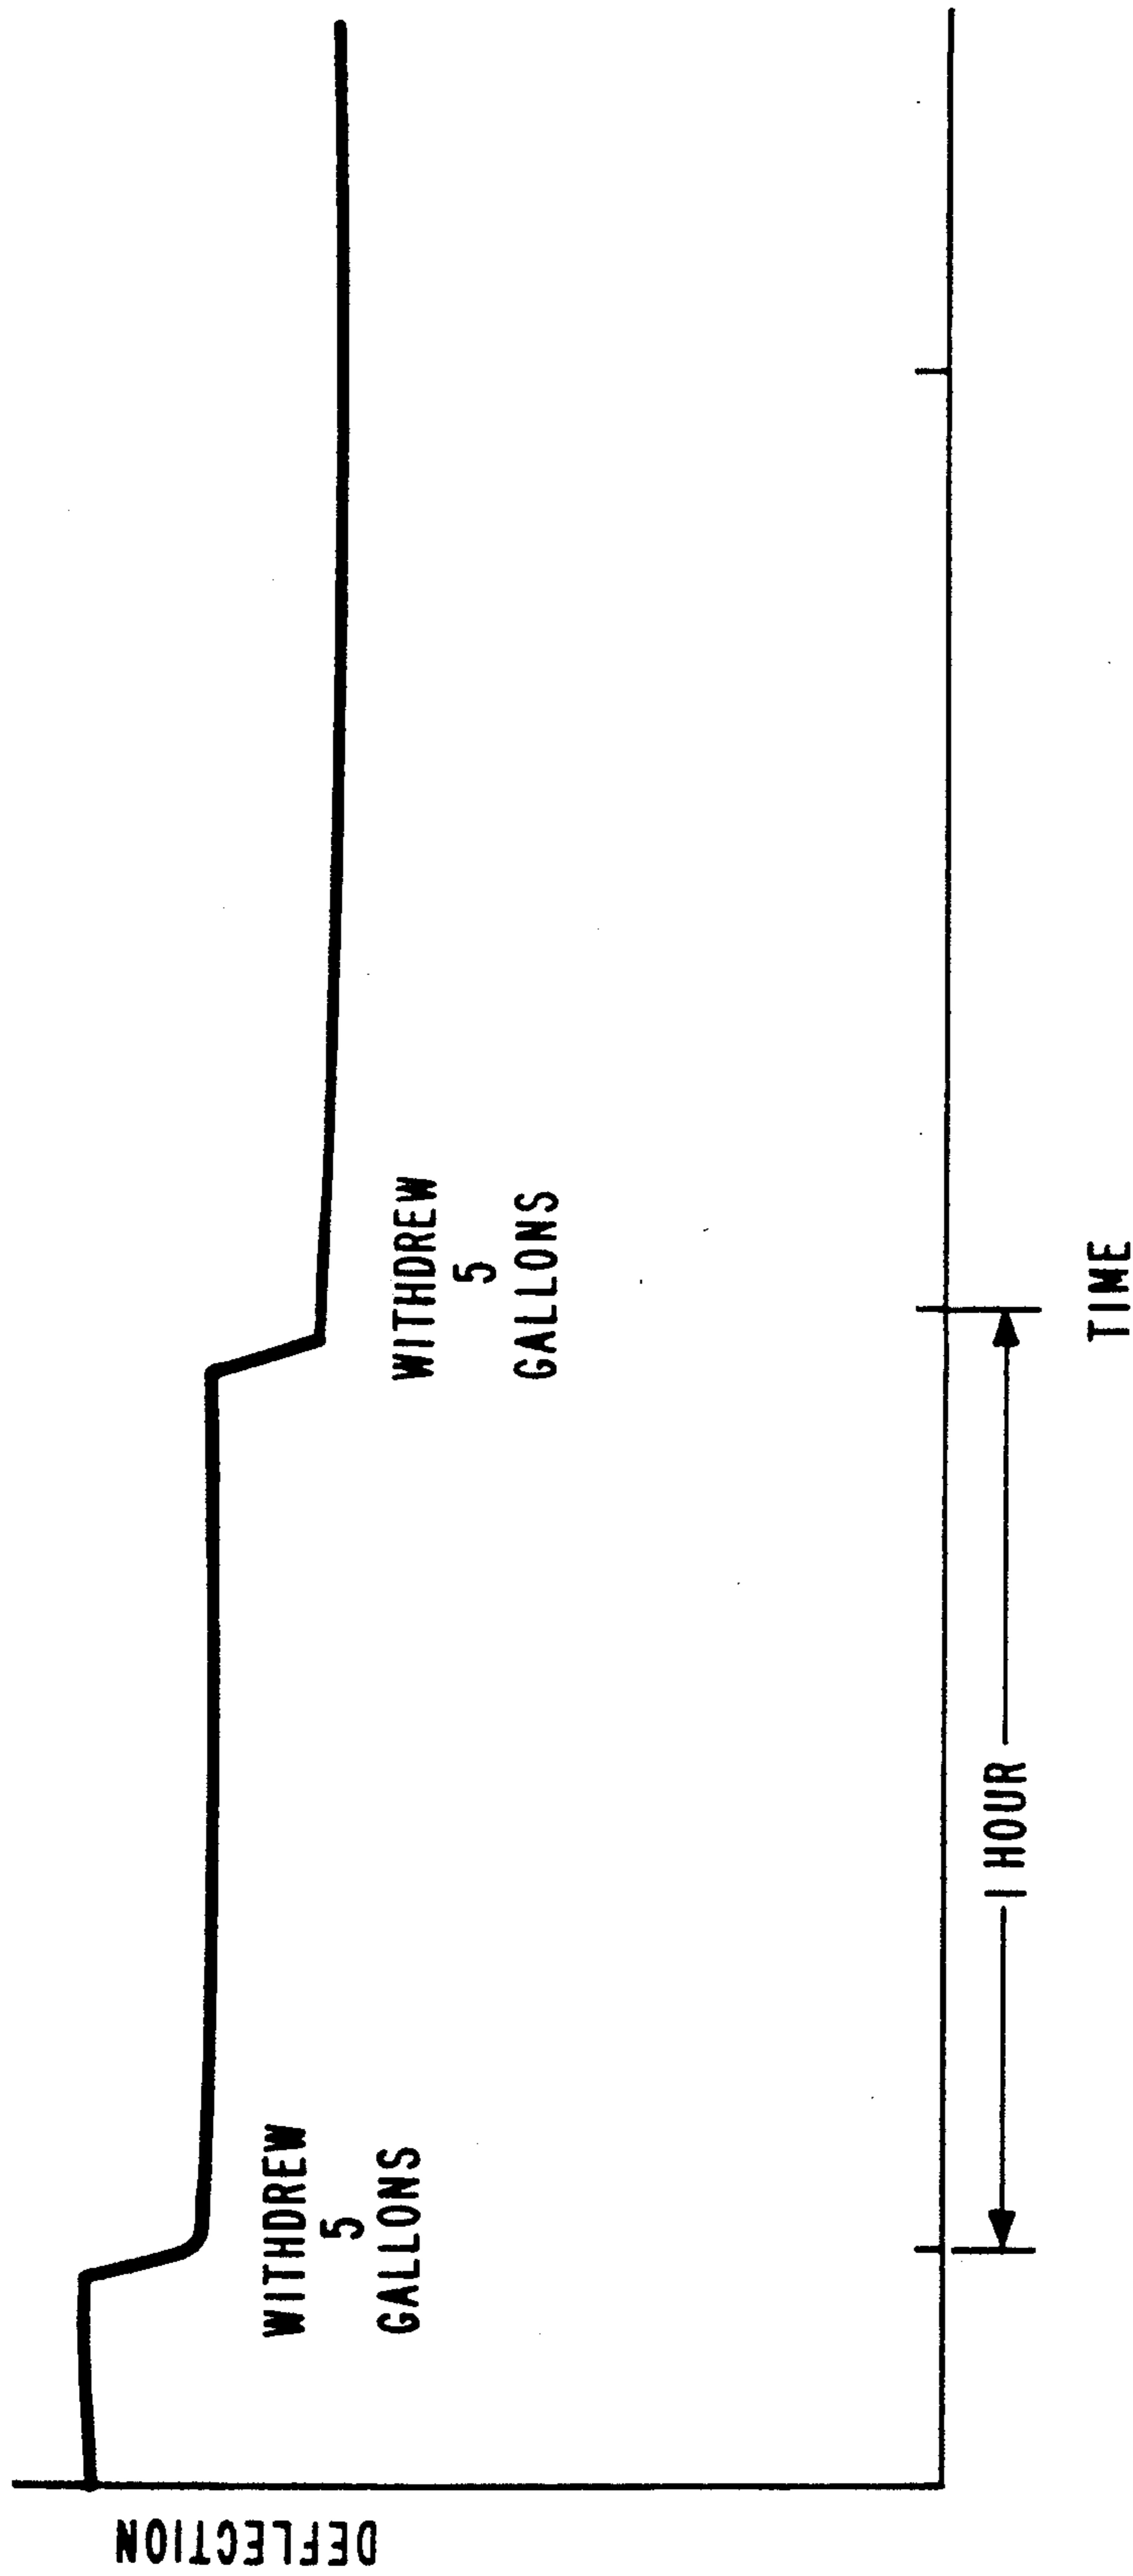 DEFLECTION
WITHDREW
5
GALLONS
WITHDREW
5
GALLONS
1 HOUR
TIME